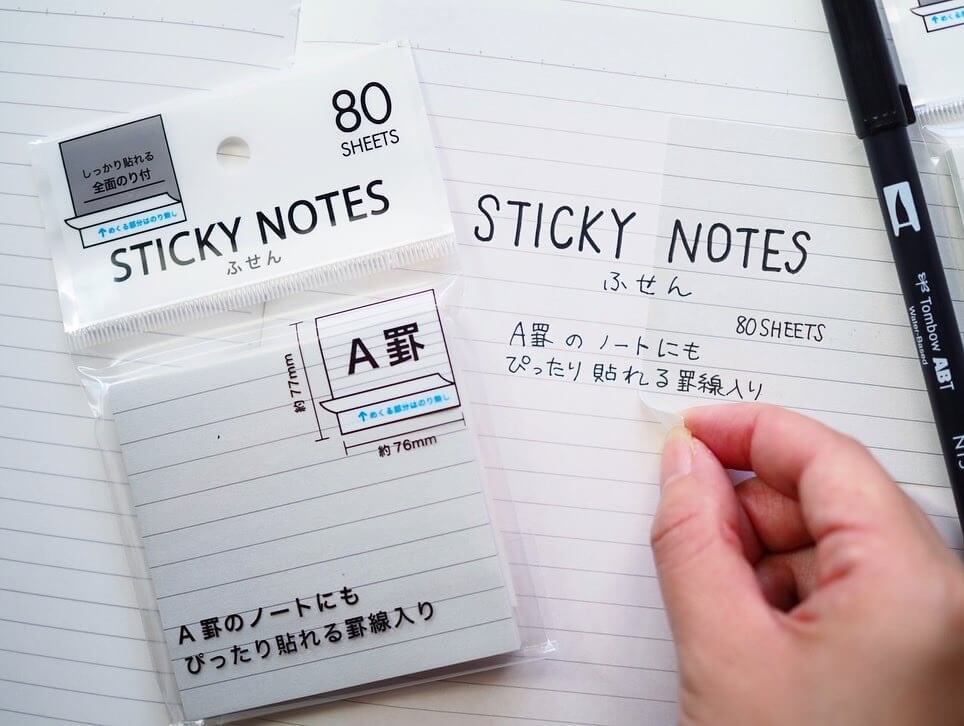 80
SHEETS
しっかり貼れる
全面のり付
↑めくる部分はのり無し
STICKY NOTES
ふせん
約77mm
A罫
↑めくる部分はのり無し
約76mm
A罫のノートにも
ぴったり貼れる罫線入り
STICKY NOTES
ふせん
80SHEETS
A罫のノートにも
ぴったり貼れる罫線入り
Tombow ABT
Water-Based
N15